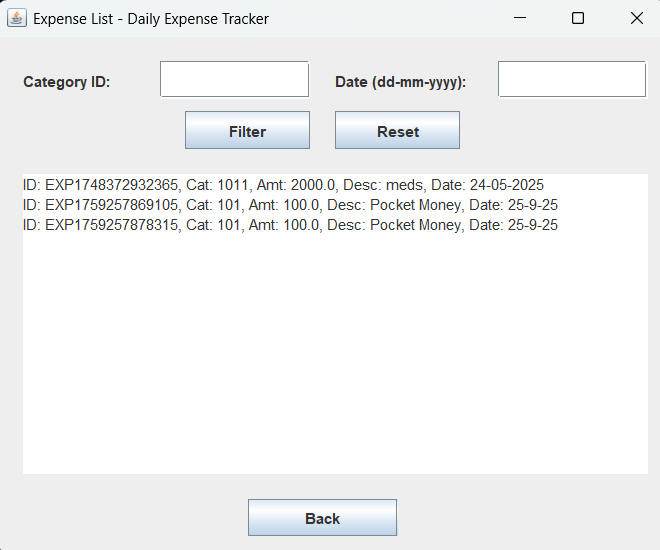 Expense List - Daily Expense Tracker
Category ID: Date (dd-mm-yyyy):
Filter Reset
ID: EXP1748372932365, Cat: 1011, Amt: 2000.0, Desc: meds, Date: 24-05-2025
ID: EXP1759257869105, Cat: 101, Amt: 100.0, Desc: Pocket Money, Date: 25-9-25
ID: EXP1759257878315, Cat: 101, Amt: 100.0, Desc: Pocket Money, Date: 25-9-25
Back